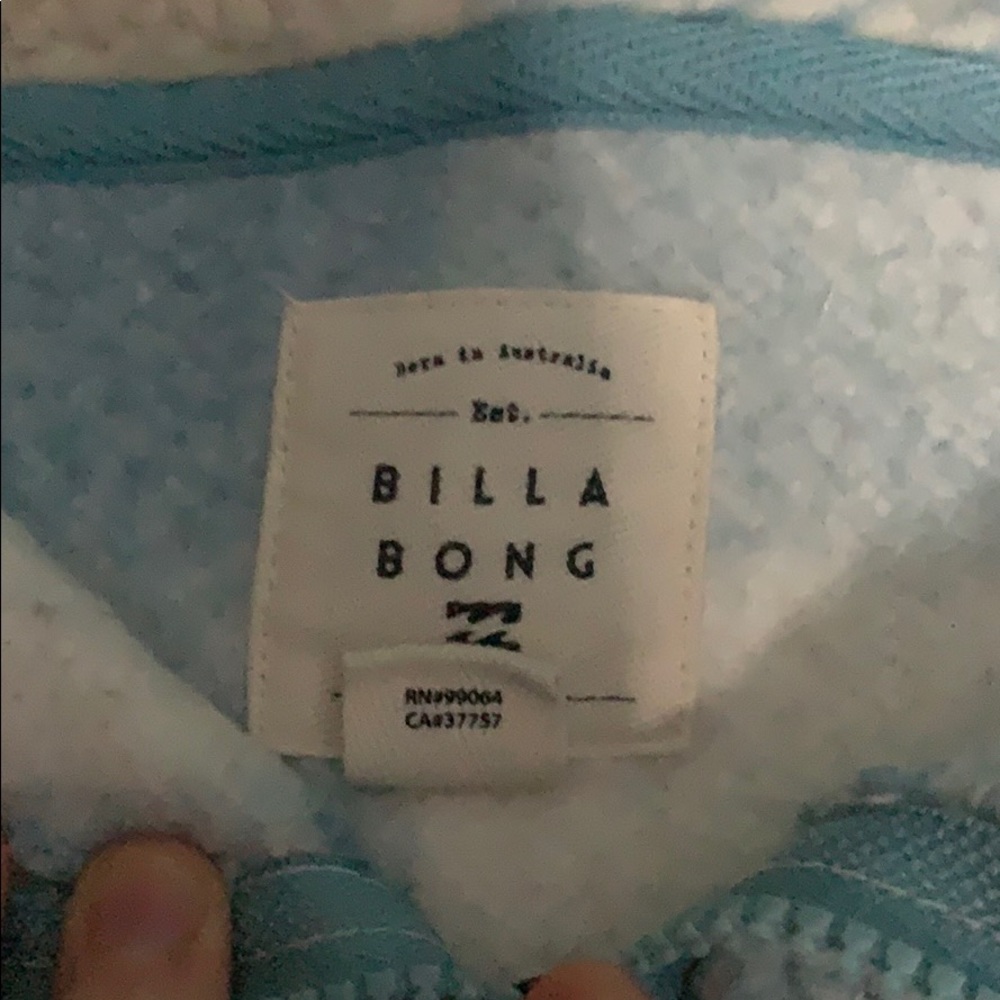 Born in Australia
Est.
BILLA
BONG
RN#99064
CA#37757